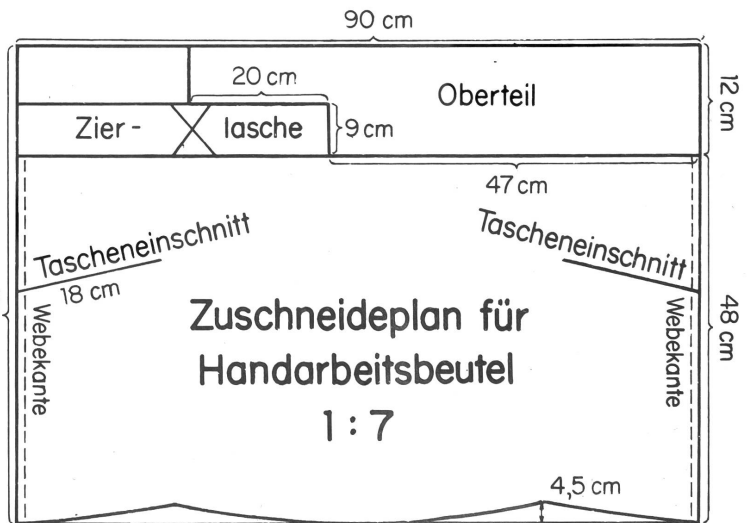 90 cm
20 cm
Oberteil
12 cm
Zier-
lasche
9 cm
47 cm
Tascheneinschnitt
18 cm
Tascheneinschnitt
Webekante
Webekante
48 cm
Zuschneideplan für
Handarbeitsbeutel
1 : 7
4,5 cm